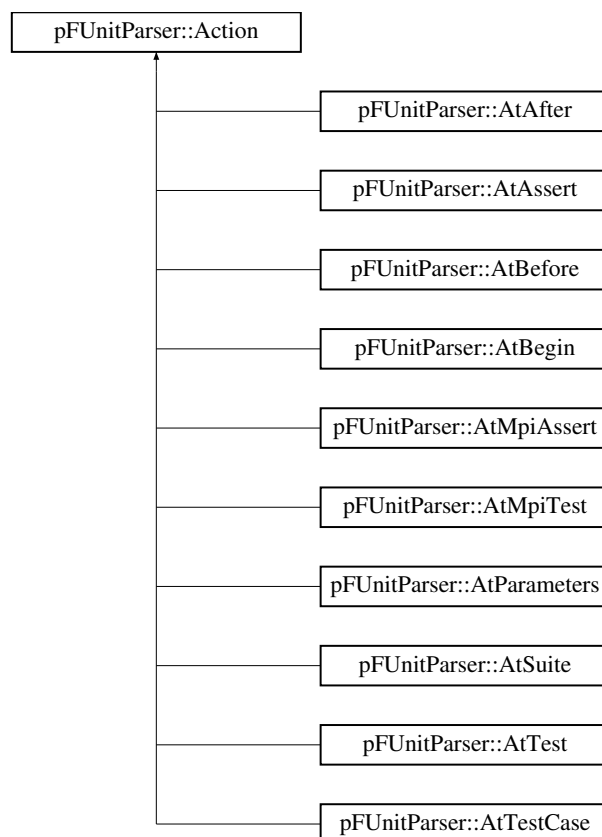 pFUnitParser::Action
pFUnitParser::AtAfter
pFUnitParser::AtAssert
pFUnitParser::AtBefore
pFUnitParser::AtBegin
pFUnitParser::AtMpiAssert
pFUnitParser::AtMpiTest
pFUnitParser::AtParameters
pFUnitParser::AtSuite
pFUnitParser::AtTest
pFUnitParser::AtTestCase